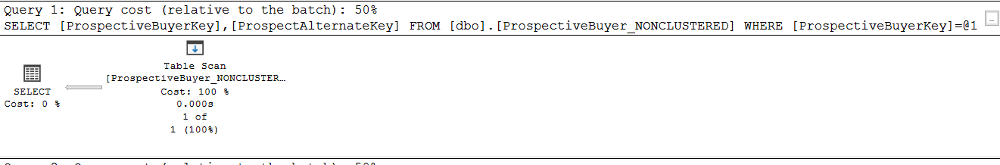 Query 1: Query cost (relative to the batch): 50%
SELECT [ProspectiveBuyerKey],[ProspectAlternateKey] FROM [dbo].[ProspectiveBuyer_NONCLUSTERED] WHERE [ProspectiveBuyerKey]=@1
Table Scan
[ProspectiveBuyer_NONCLUSTER…
Cost: 100 %
0.000s
1 of
1 (100%)
SELECT
Cost: 0 %